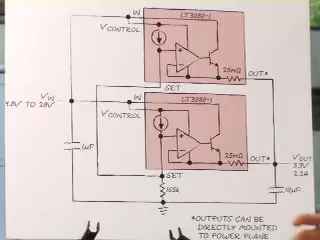 IN
LT3080-1
VCONTROL
25mΩ
OUT*
SET
VIN
4.8V TO 28V
IN
LT3080-1
VCONTROL
25mΩ
OUT*
VOUT
3.3V
2.2A
1µF
SET
165k
10µF
*OUTPUTS CAN BE
DIRECTLY MOUNTED
TO POWER PLANE